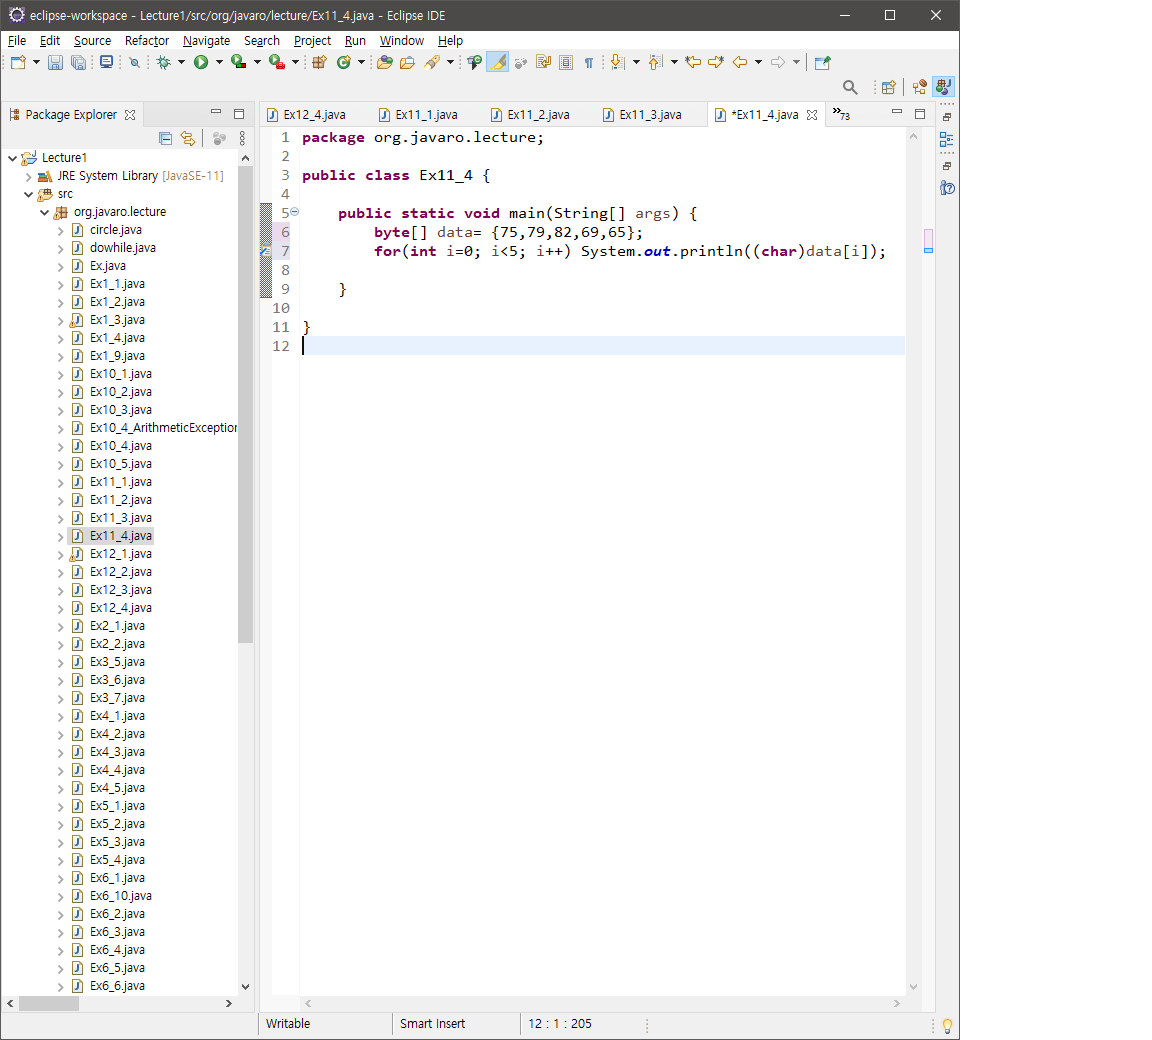 eclipse-workspace - Lecture1/src/org/javaro/lecture/Ex11_4.java - Eclipse IDE
File Edit Source Refactor Navigate Search Project Run Window Help
Package Explorer
Lecture1
JRE System Library [JavaSE-11]
src
org.javaro.lecture
circle.java
dowhile.java
Ex.java
Ex1_1.java
Ex1_2.java
Ex1_3.java
Ex1_4.java
Ex1_9.java
Ex10_1.java
Ex10_2.java
Ex10_3.java
Ex10_4_ArithmeticException
Ex10_4.java
Ex10_5.java
Ex11_1.java
Ex11_2.java
Ex11_3.java
Ex11_4.java
Ex12_1.java
Ex12_2.java
Ex12_3.java
Ex12_4.java
Ex2_1.java
Ex2_2.java
Ex3_5.java
Ex3_6.java
Ex3_7.java
Ex4_1.java
Ex4_2.java
Ex4_3.java
Ex4_4.java
Ex4_5.java
Ex5_1.java
Ex5_2.java
Ex5_3.java
Ex5_4.java
Ex6_1.java
Ex6_10.java
Ex6_2.java
Ex6_3.java
Ex6_4.java
Ex6_5.java
Ex6_6.java
Ex12_4.java Ex11_1.java Ex11_2.java Ex11_3.java *Ex11_4.java »73
1 package org.javaro.lecture;
2
3 public class Ex11_4 {
4
5     public static void main(String[] args) {
6         byte[] data= {75,79,82,69,65};
7         for(int i=0; i<5; i++) System.out.println((char)data[i]);
8
9     }
10
11 }
12
Writable Smart Insert 12 : 1 : 205